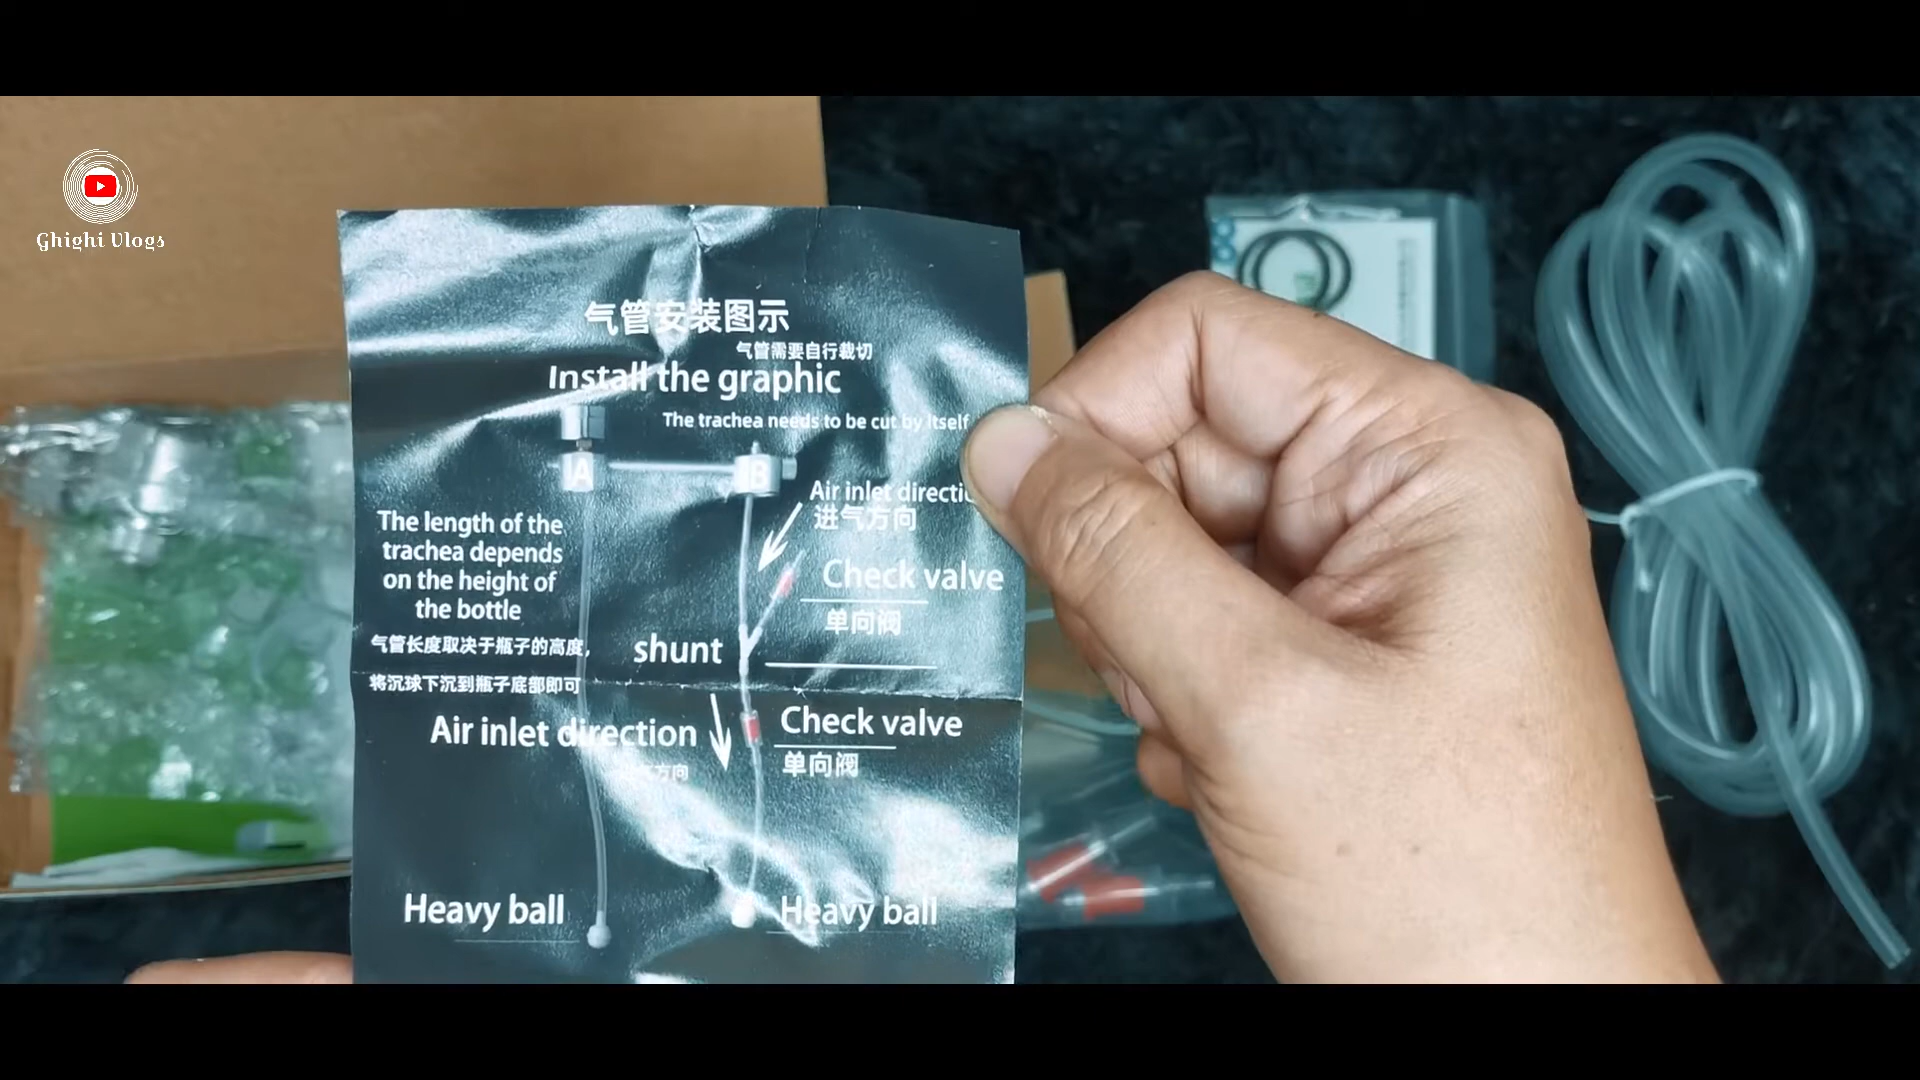 Ghighi Vlogs
气管安装图示
气管需要自行裁切
Install the graphic
The trachea needs to be cut by itself
A
B
Air inlet directi
进气方向
The length of the
trachea depends
on the height of
the bottle
气管长度取决于瓶子的高度,
将沉球下沉到瓶子底部即可
Check valve
单向阀
shunt
Air inlet direction
方向
Check valve
单向阀
Heavy ball
Heavy ball